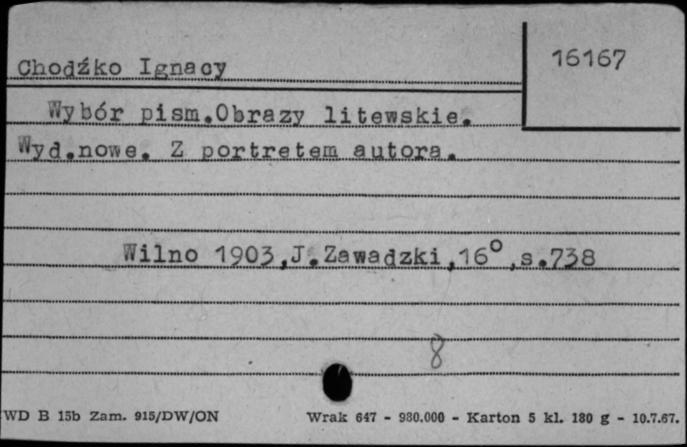 Chodźko Ignacy
16167
Wybór pism.Obrazy litewskie.
Wyd.nowe. Z portretem autora.
Wilno 1903,J.Zawadzki,16°,s.738
8
WD B 15b Zam. 915/DW/ON
Wrak 647 - 980.000 - Karton 5 kl. 180 g - 10.7.67.